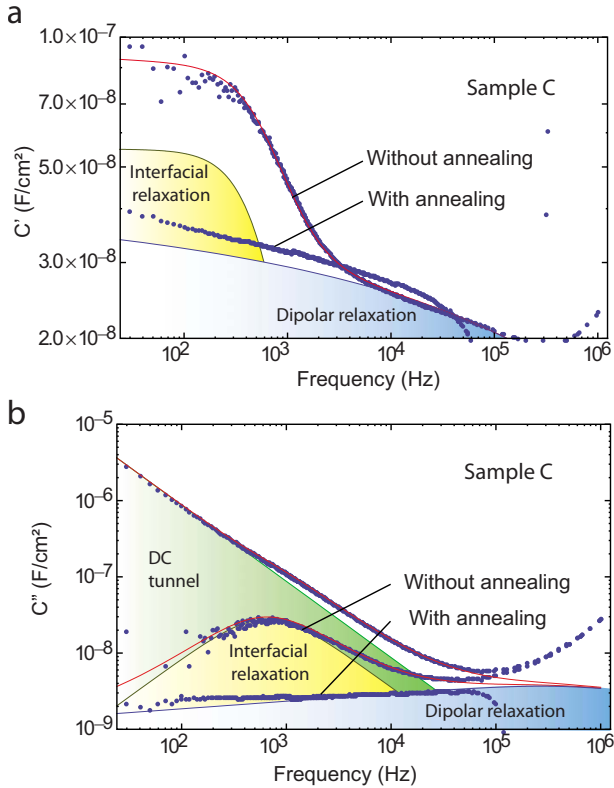 a
1.0×10⁻⁷
7.0×10⁻⁸
5.0×10⁻⁸
3.0×10⁻⁸
2.0×10⁻⁸
C' (F/cm²)
Sample C
Without annealing
With annealing
Interfacial
relaxation
Dipolar relaxation
10² 10³ 10⁴ 10⁵ 10⁶
Frequency (Hz)
b
10⁻⁵
10⁻⁶
10⁻⁷
10⁻⁸
10⁻⁹
C" (F/cm²)
Sample C
DC
tunnel
Without annealing
With annealing
Interfacial
relaxation
Dipolar relaxation
10² 10³ 10⁴ 10⁵ 10⁶
Frequency (Hz)